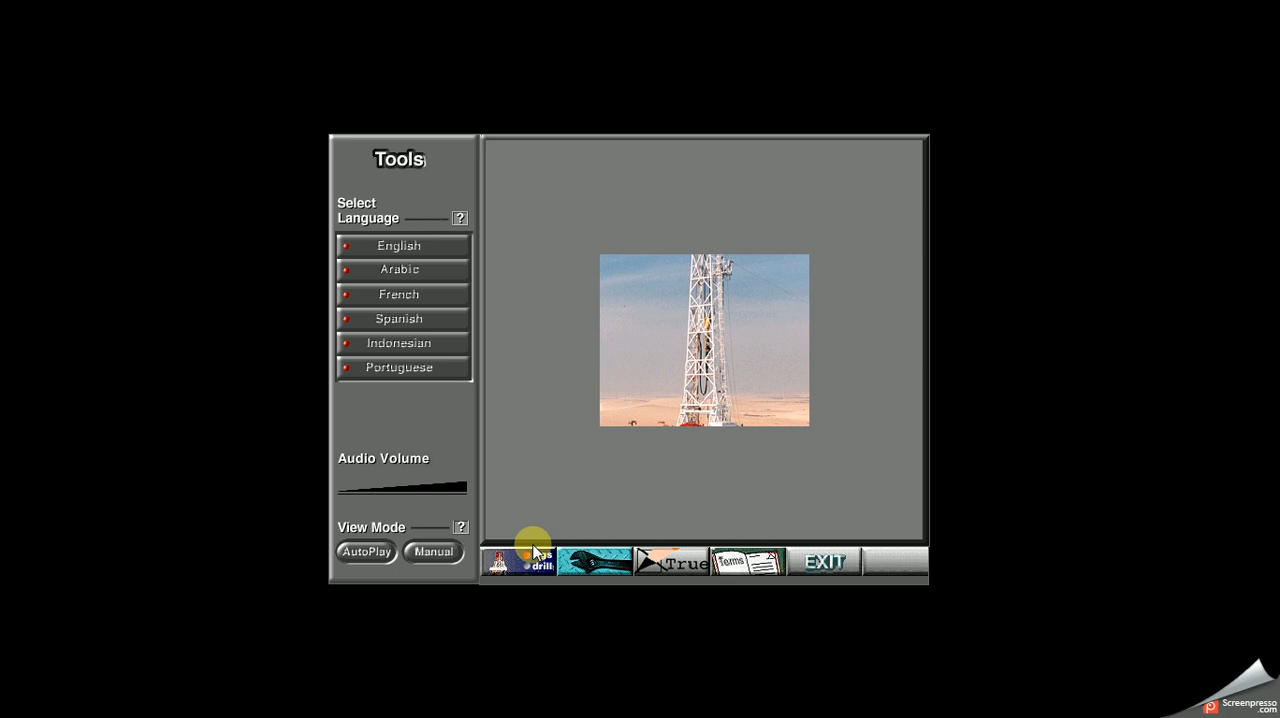 Tools
Select
Language
?
English
Arabic
French
Spanish
Indonesian
Portuguese
Audio Volume
View Mode
?
AutoPlay
Manual
drill
True
Terms
EXIT
Screenpresso
.com